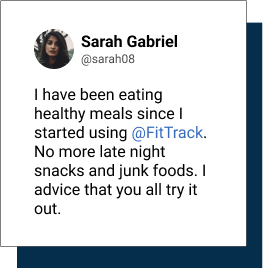 Sarah Gabriel
@sarah08
I have been eating
healthy meals since I
started using @FitTrack.
No more late night
snacks and junk foods. I
advice that you all try it
out.